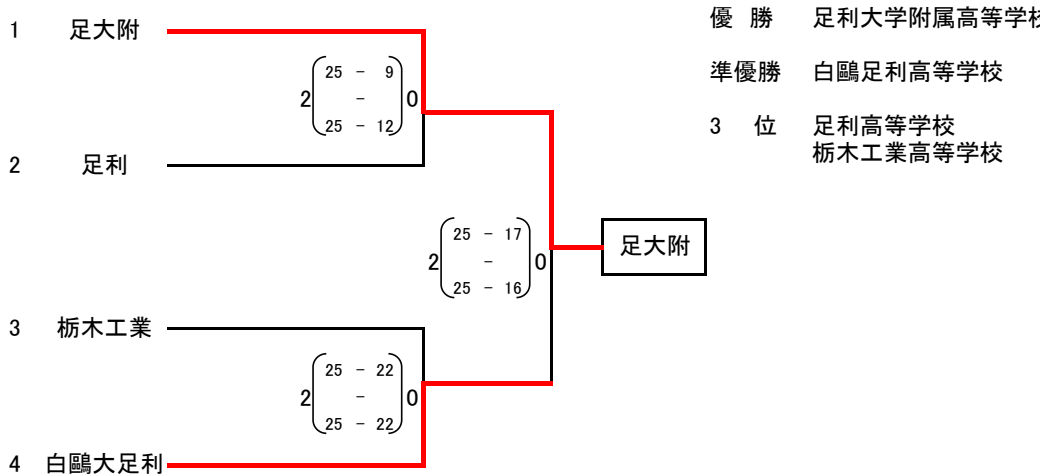 1 足大附
2 足利
3 栃木工業
4 白鷗大足利
25 - 9
2 - 0
25 - 12
25 - 17
2 - 0
25 - 16
25 - 22
2 - 0
25 - 22
足大附
優 勝 足利大学附属高等学校
準優勝 白鷗足利高等学校
3 位 足利高等学校
栃木工業高等学校